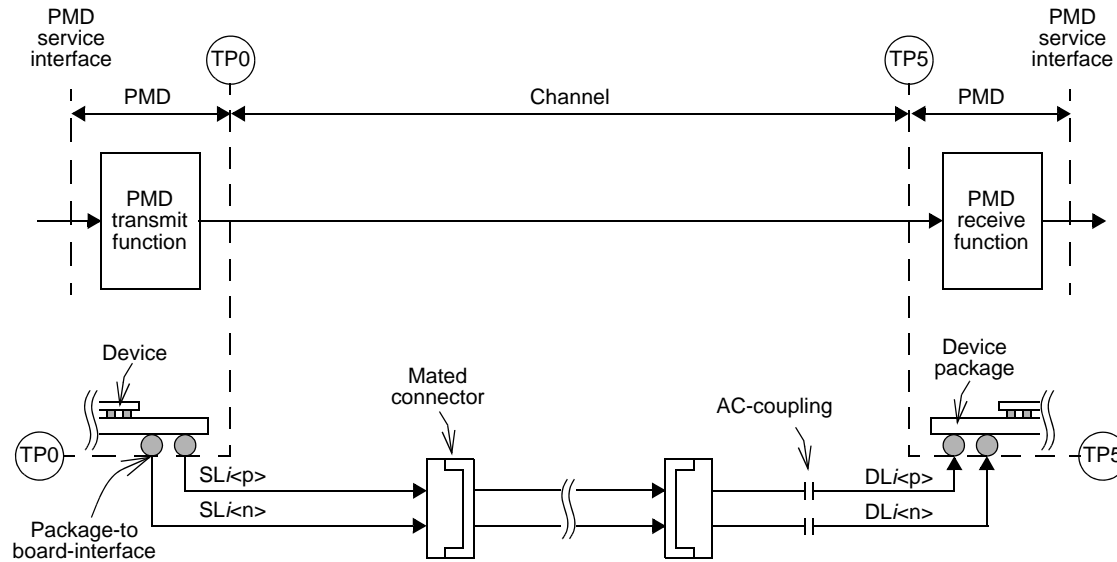 PMD
service
interface
TP0
TP5
PMD
service
interface
PMD
Channel
PMD
PMD
transmit
function
PMD
receive
function
Device
Mated
connector
AC-coupling
Device
package
TP0
TP5
SLi<p>
DLi<p>
SLi<n>
DLi<n>
Package-to
board-interface